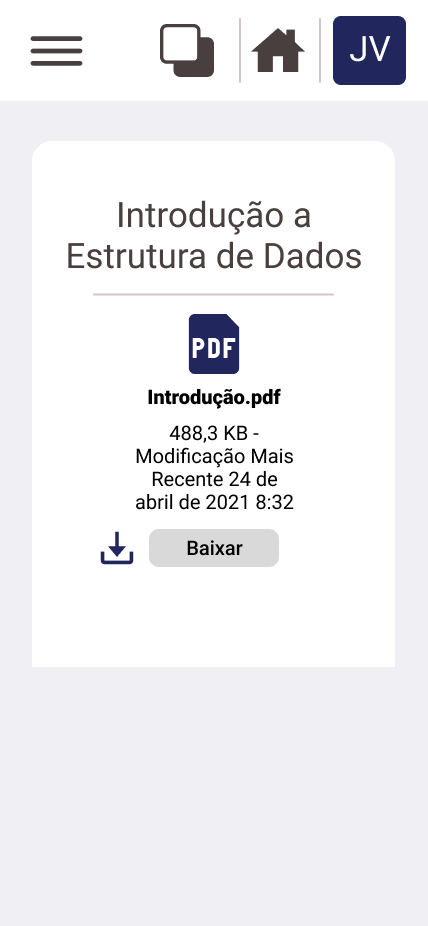 JV
Introdução a
Estrutura de Dados
PDF
Introdução.pdf
488,3 KB -
Modificação Mais
Recente 24 de
abril de 2021 8:32
Baixar